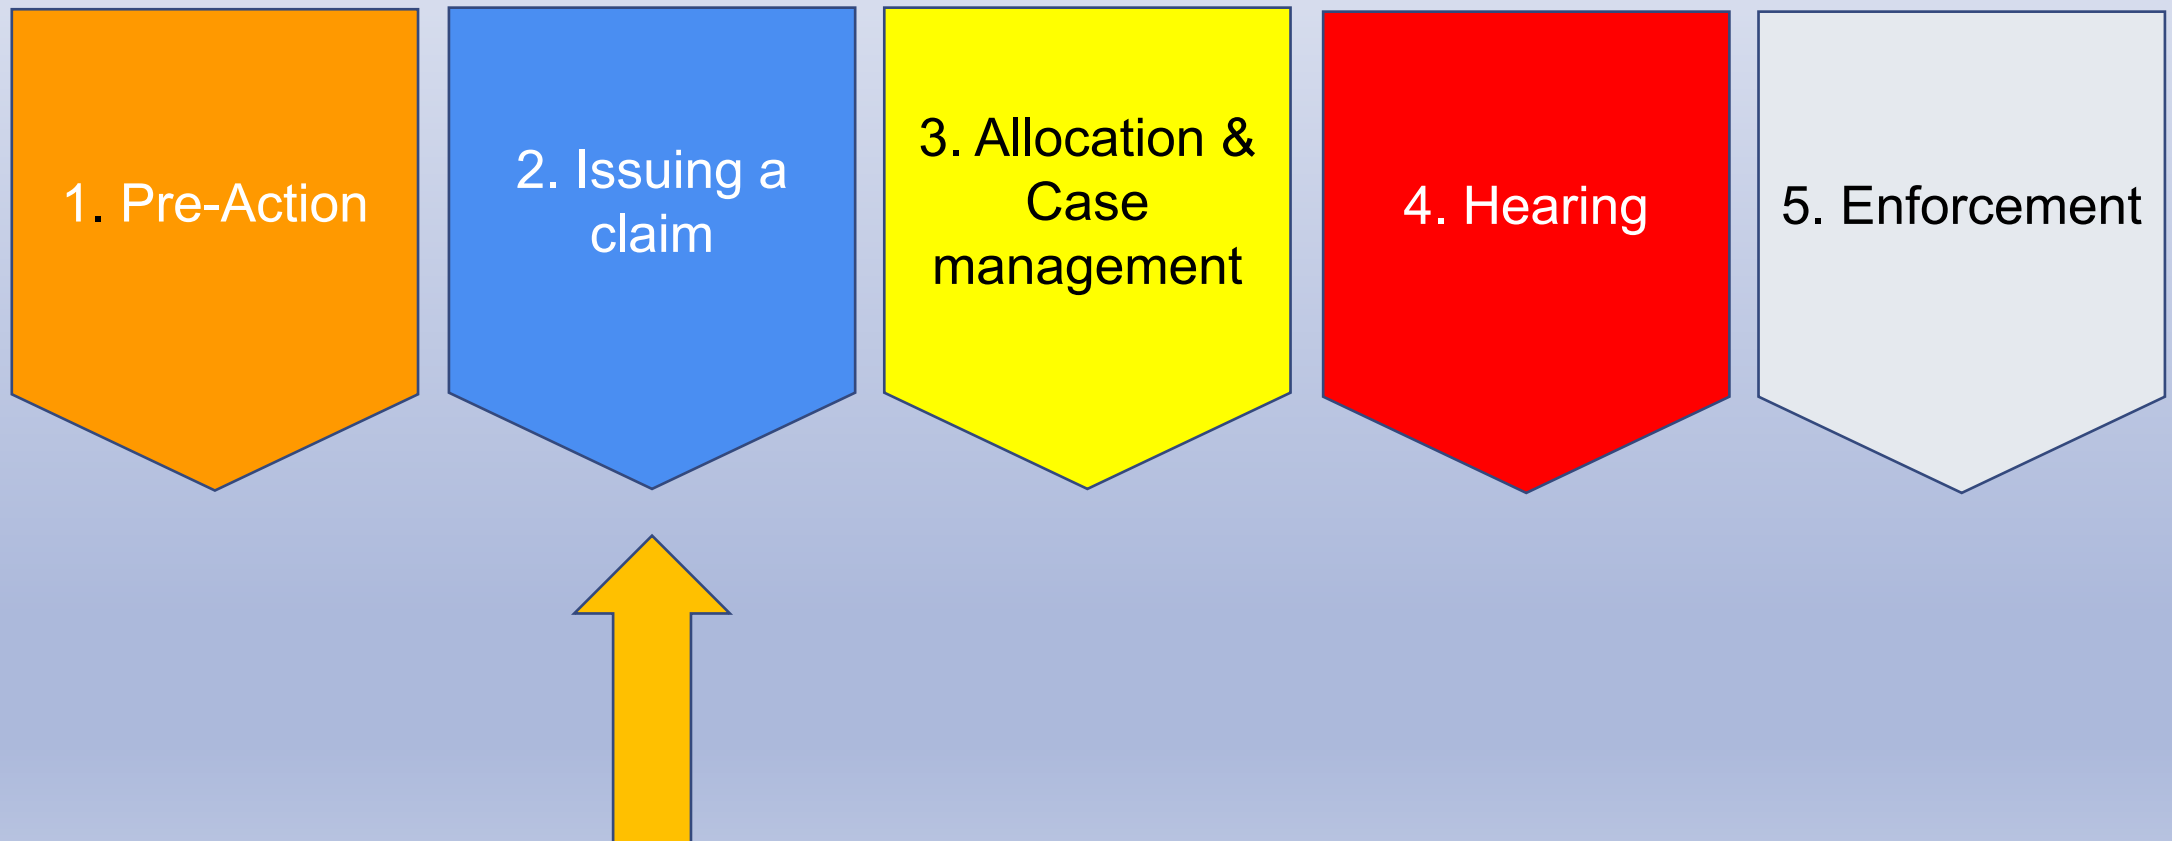 1. Pre-Action
2. Issuing a
claim
3. Allocation &
Case
management
4. Hearing
5. Enforcement